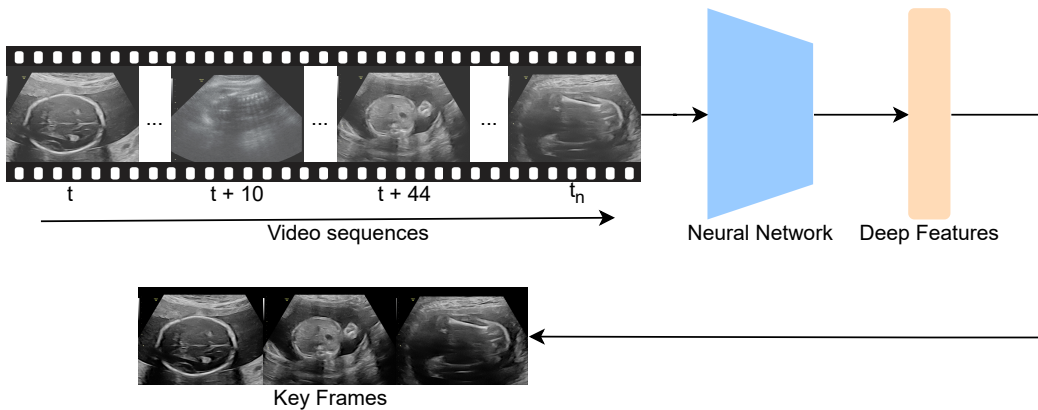 ... ... ...
t t + 10 t + 44 tn
Video sequences
Neural Network Deep Features
Key Frames